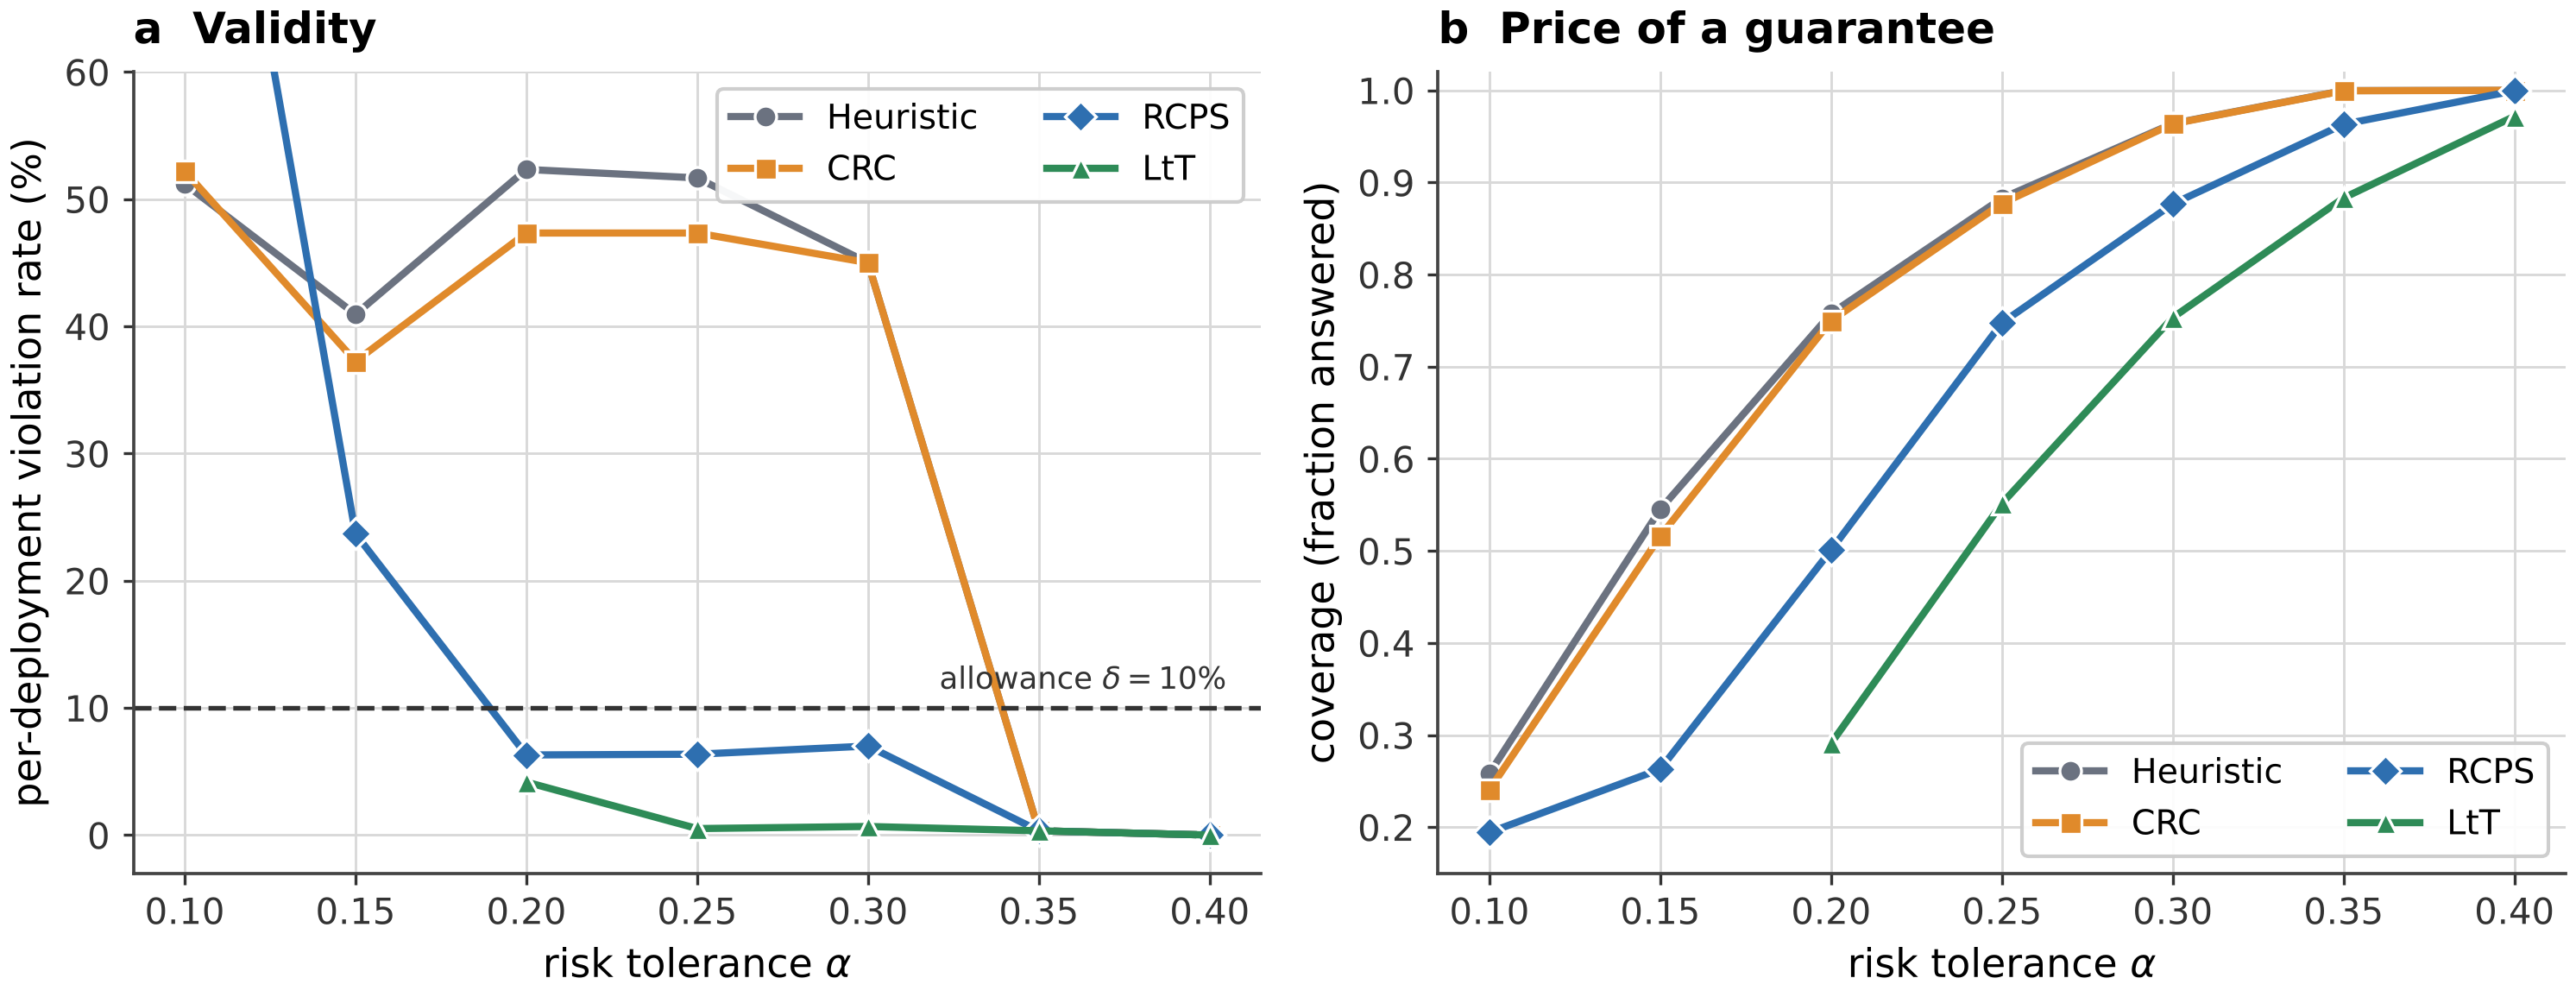 a Validity
per-deployment violation rate (%)
60
50
40
30
20
10
0
Heuristic
CRC
RCPS
LtT
allowance δ = 10%
0.10 0.15 0.20 0.25 0.30 0.35 0.40
risk tolerance α
b Price of a guarantee
coverage (fraction answered)
1.0
0.9
0.8
0.7
0.6
0.5
0.4
0.3
0.2
Heuristic
CRC
RCPS
LtT
0.10 0.15 0.20 0.25 0.30 0.35 0.40
risk tolerance α